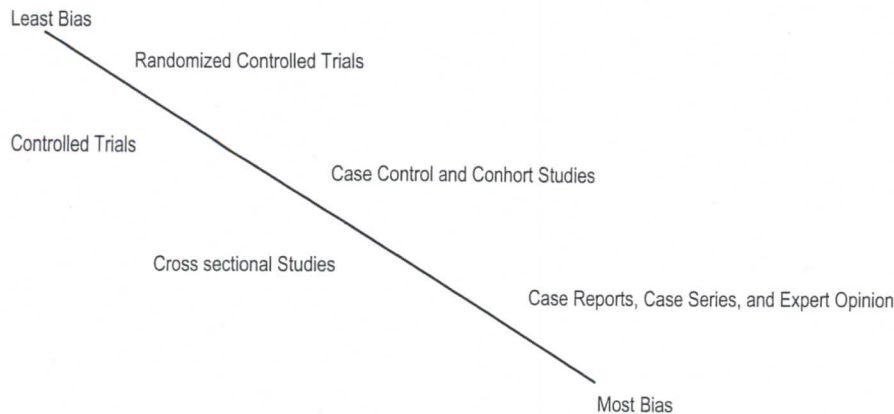 Least Bias
Randomized Controlled Trials
Controlled Trials
Case Control and Conhort Studies
Cross sectional Studies
Case Reports, Case Series, and Expert Opinion
Most Bias